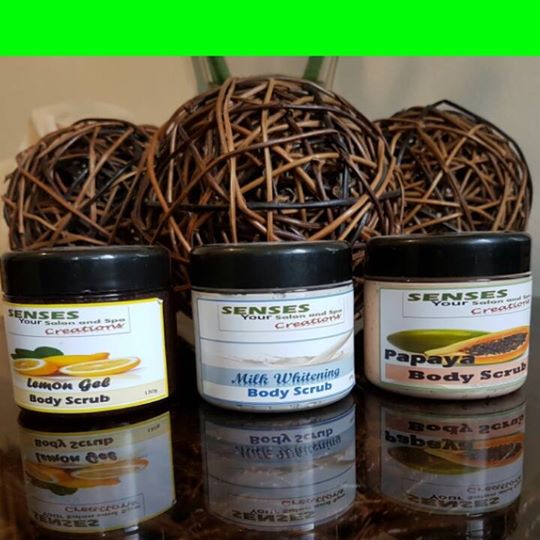 SENSES
Your Salon and Spa
Creations
Lemon Gel
Body Scrub
130g
SENSES
Your Salon and Spa
Creations
Milk Whitening
Body Scrub
SENSES
Your Salon and Spa
Creations
Papaya
Body Scrub